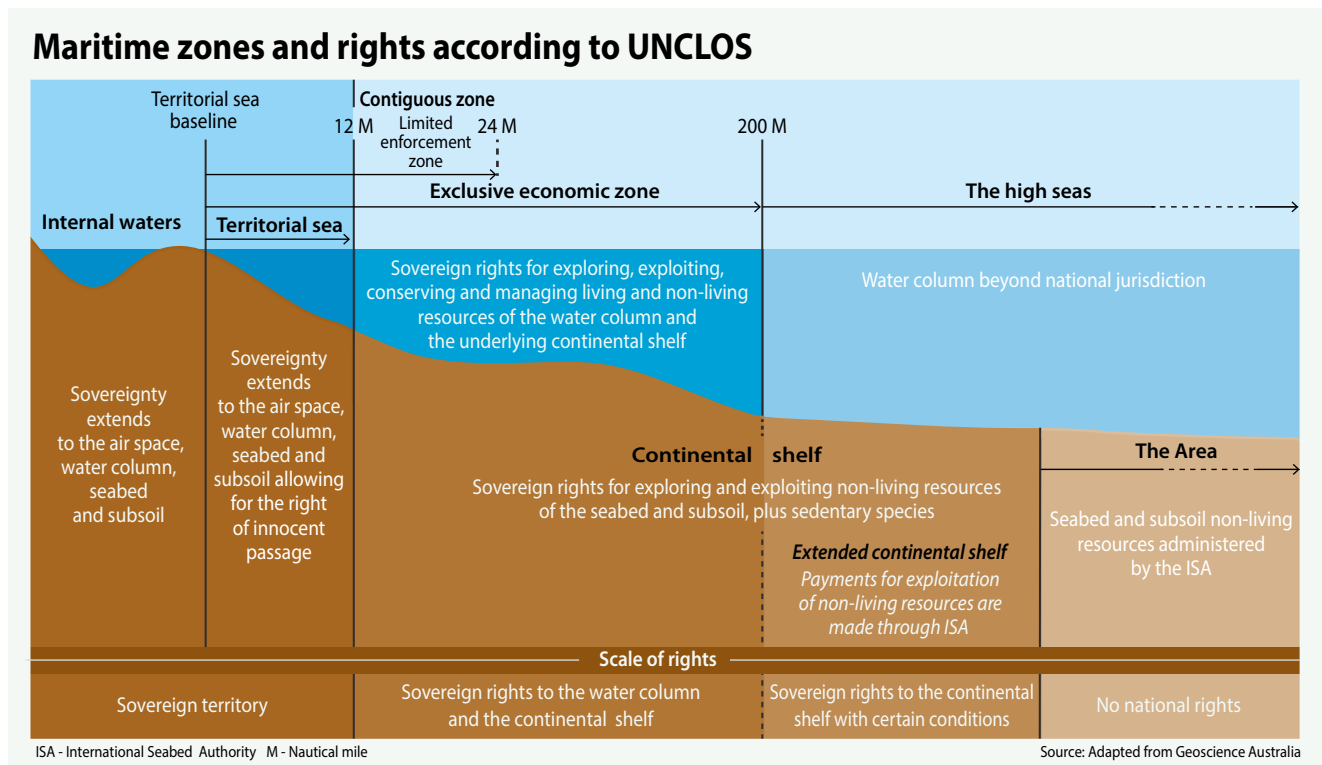 Maritime zones and rights according to UNCLOS
Territorial sea
baseline
12 M
Contiguous zone
Limited
enforcement
zone
24 M
200 M
Exclusive economic zone
The high seas
Internal waters
Territorial sea
Sovereign rights for exploring, exploiting,
conserving and managing living and non-living
resources of the water column and
the underlying continental shelf
Water column beyond national jurisdiction
Sovereignty
extends
to the air space,
water column,
seabed
and subsoil
Sovereignty
extends
to the air space,
water column,
seabed and
subsoil allowing
for the right
of innocent
passage
Continental shelf
Sovereign rights for exploring and exploiting non-living resources
of the seabed and subsoil, plus sedentary species
Extended continental shelf
Payments for exploitation
of non-living resources are
made through ISA
The Area
Seabed and subsoil non-living
resources administered
by the ISA
Scale of rights
Sovereign territory
Sovereign rights to the water column
and the continental shelf
Sovereign rights to the continental
shelf with certain conditions
No national rights
ISA - International Seabed Authority M - Nautical mile
Source: Adapted from Geoscience Australia